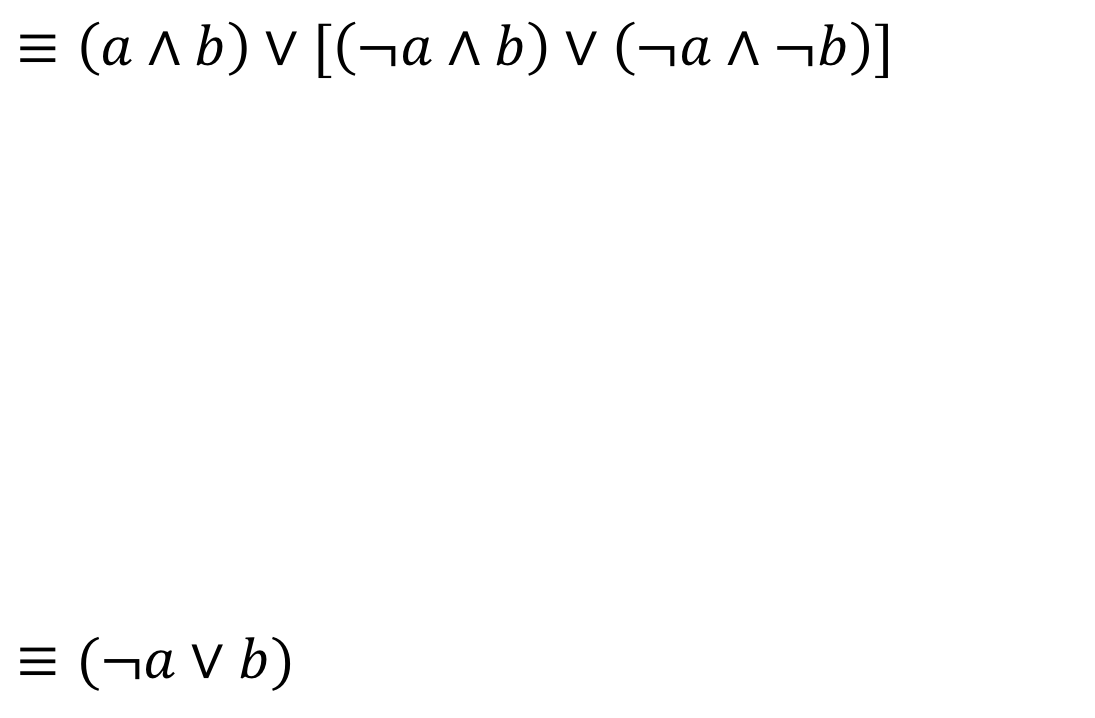 ≡ (a ∧ b) ∨ [(¬a ∧ b) ∨ (¬a ∧ ¬b)]
≡ (¬a ∨ b)